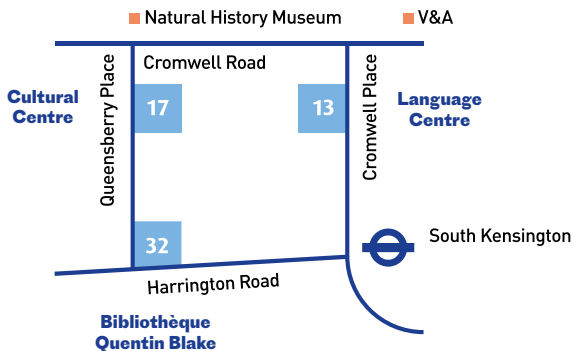 Natural History Museum
V&A
Cromwell Road
Cultural
Centre
Queensberry Place
17
13
Cromwell Place
Language
Centre
32
South Kensington
Harrington Road
Bibliothèque
Quentin Blake